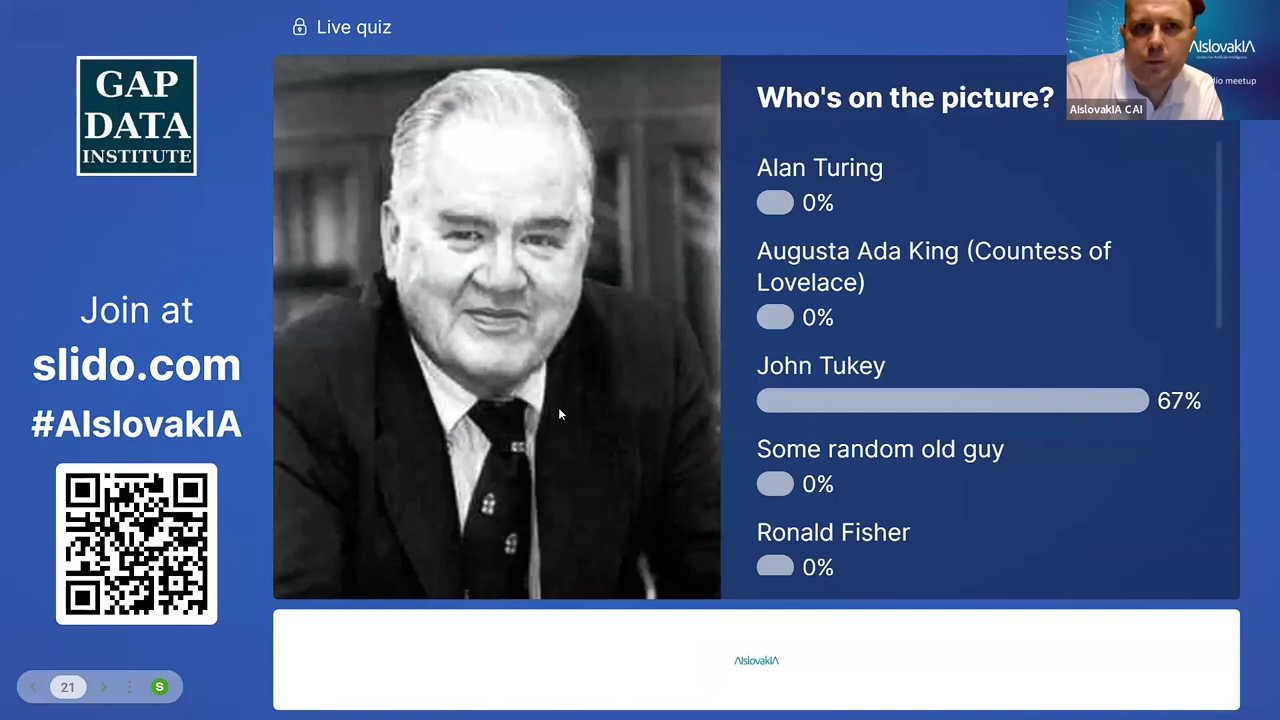 Live quiz
GAP
DATA
INSTITUTE
Join at
slido.com
#AIslovakIA
Who's on the picture?
Alan Turing
0%
Augusta Ada King (Countess of
Lovelace)
0%
John Tukey
67%
Some random old guy
0%
Ronald Fisher
0%
AIslovakIA
meetup
AIslovakIA CAI
AIslovakIA
21
S